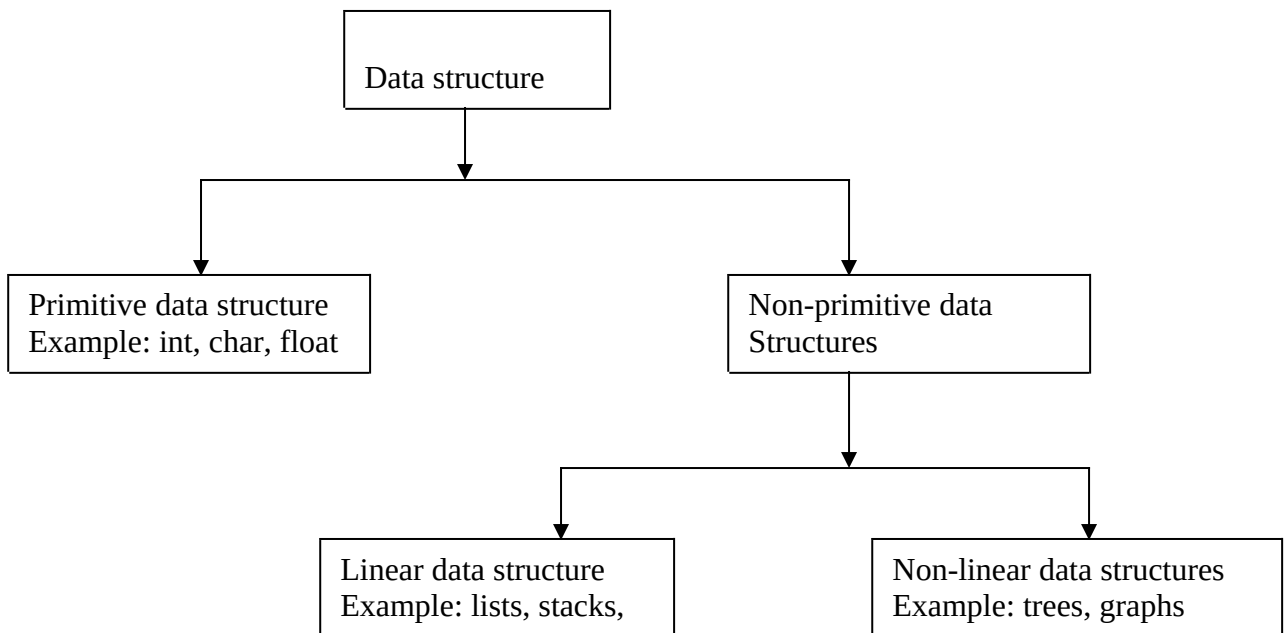 Data structure
Primitive data structure
Example: int, char, float
Non-primitive data
Structures
Linear data structure
Example: lists, stacks,
Non-linear data structures
Example: trees, graphs